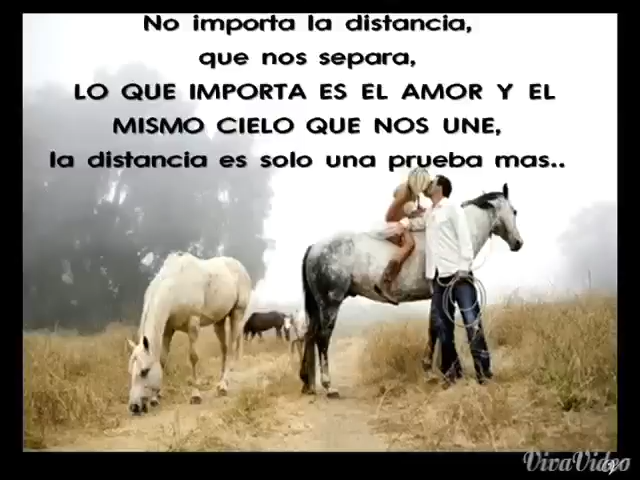 No importa la distancia,
que nos separa,
LO QUE IMPORTA ES EL AMOR Y EL
MISMO CIELO QUE NOS UNE,
la distancia es solo una prueba mas..
VivaVideo